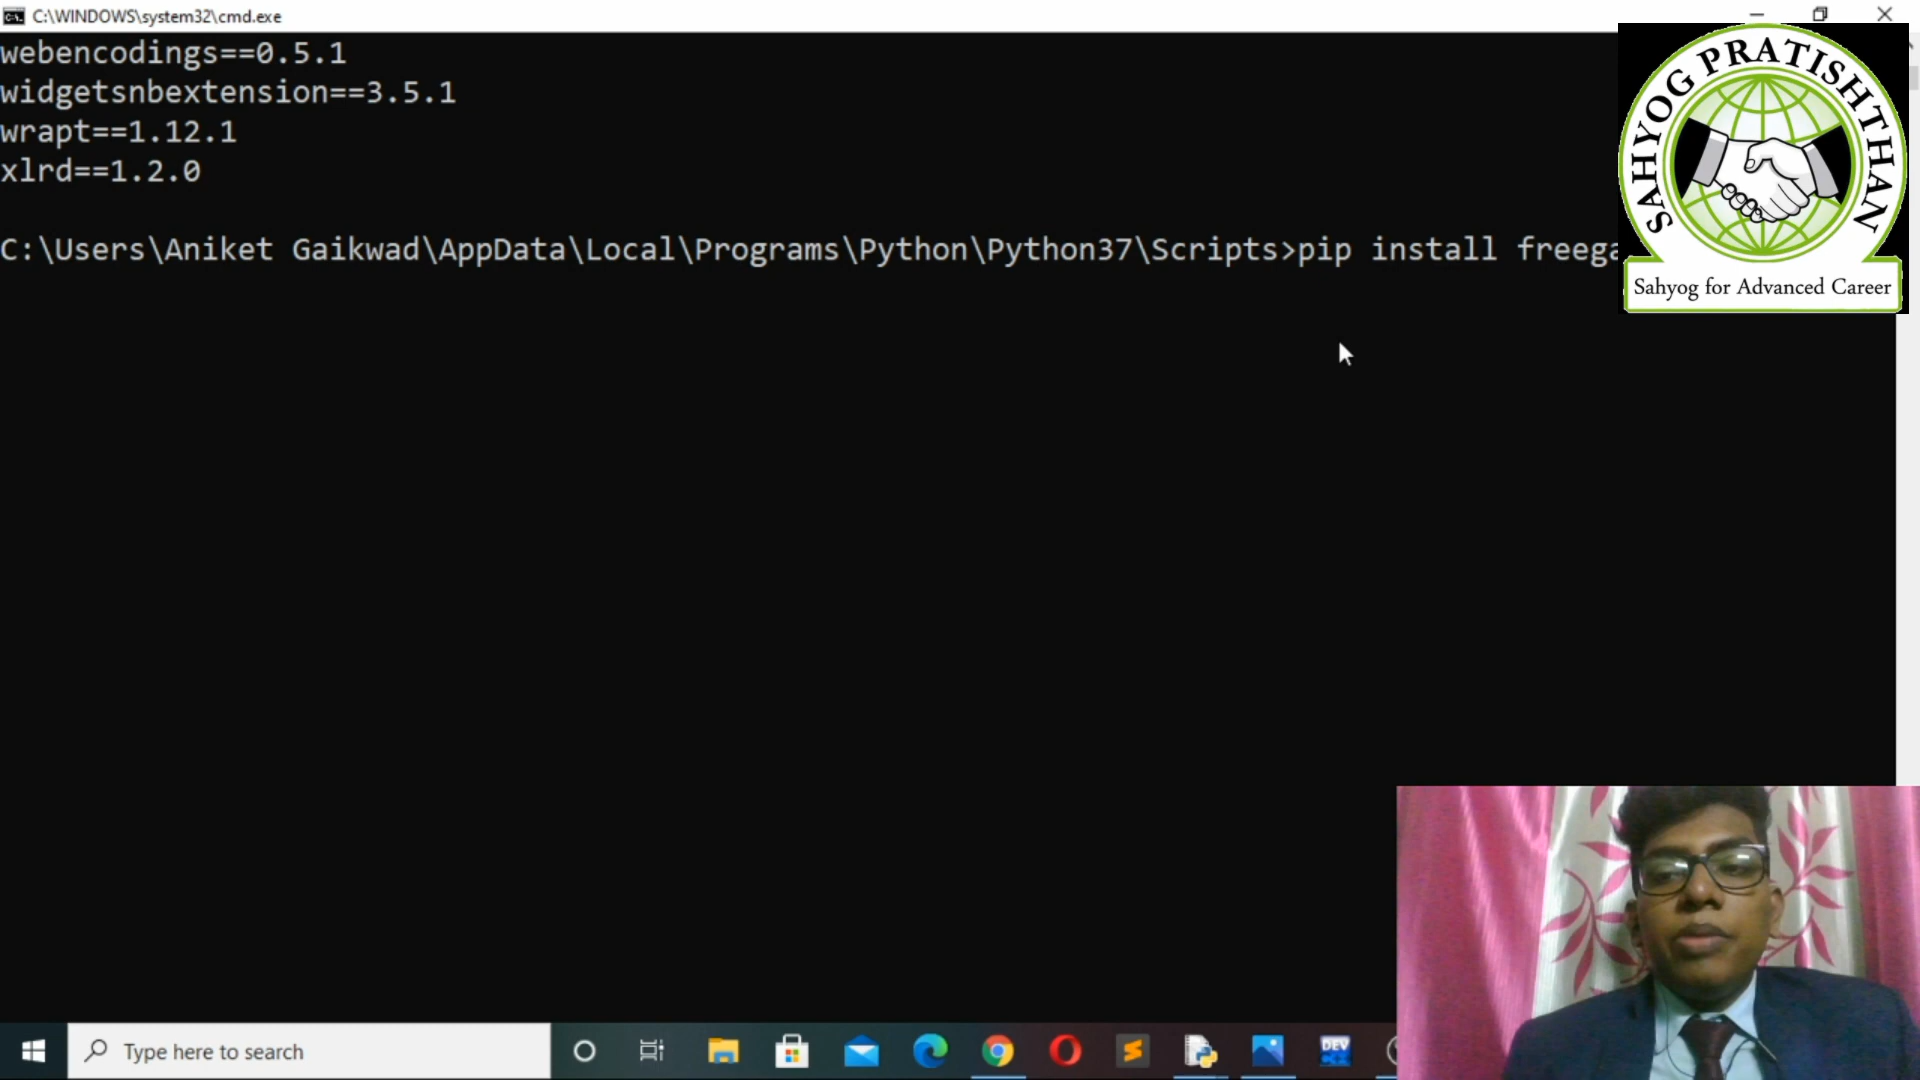 C:\WINDOWS\system32\cmd.exe
webencodings==0.5.1
widgetsnbextension==3.5.1
wrapt==1.12.1
xlrd==1.2.0
C:\Users\Aniket Gaikwad\AppData\Local\Programs\Python\Python37\Scripts>pip install freega
SAHYOG PRATISHTHAN
Sahyog for Advanced Career
Type here to search
DEV